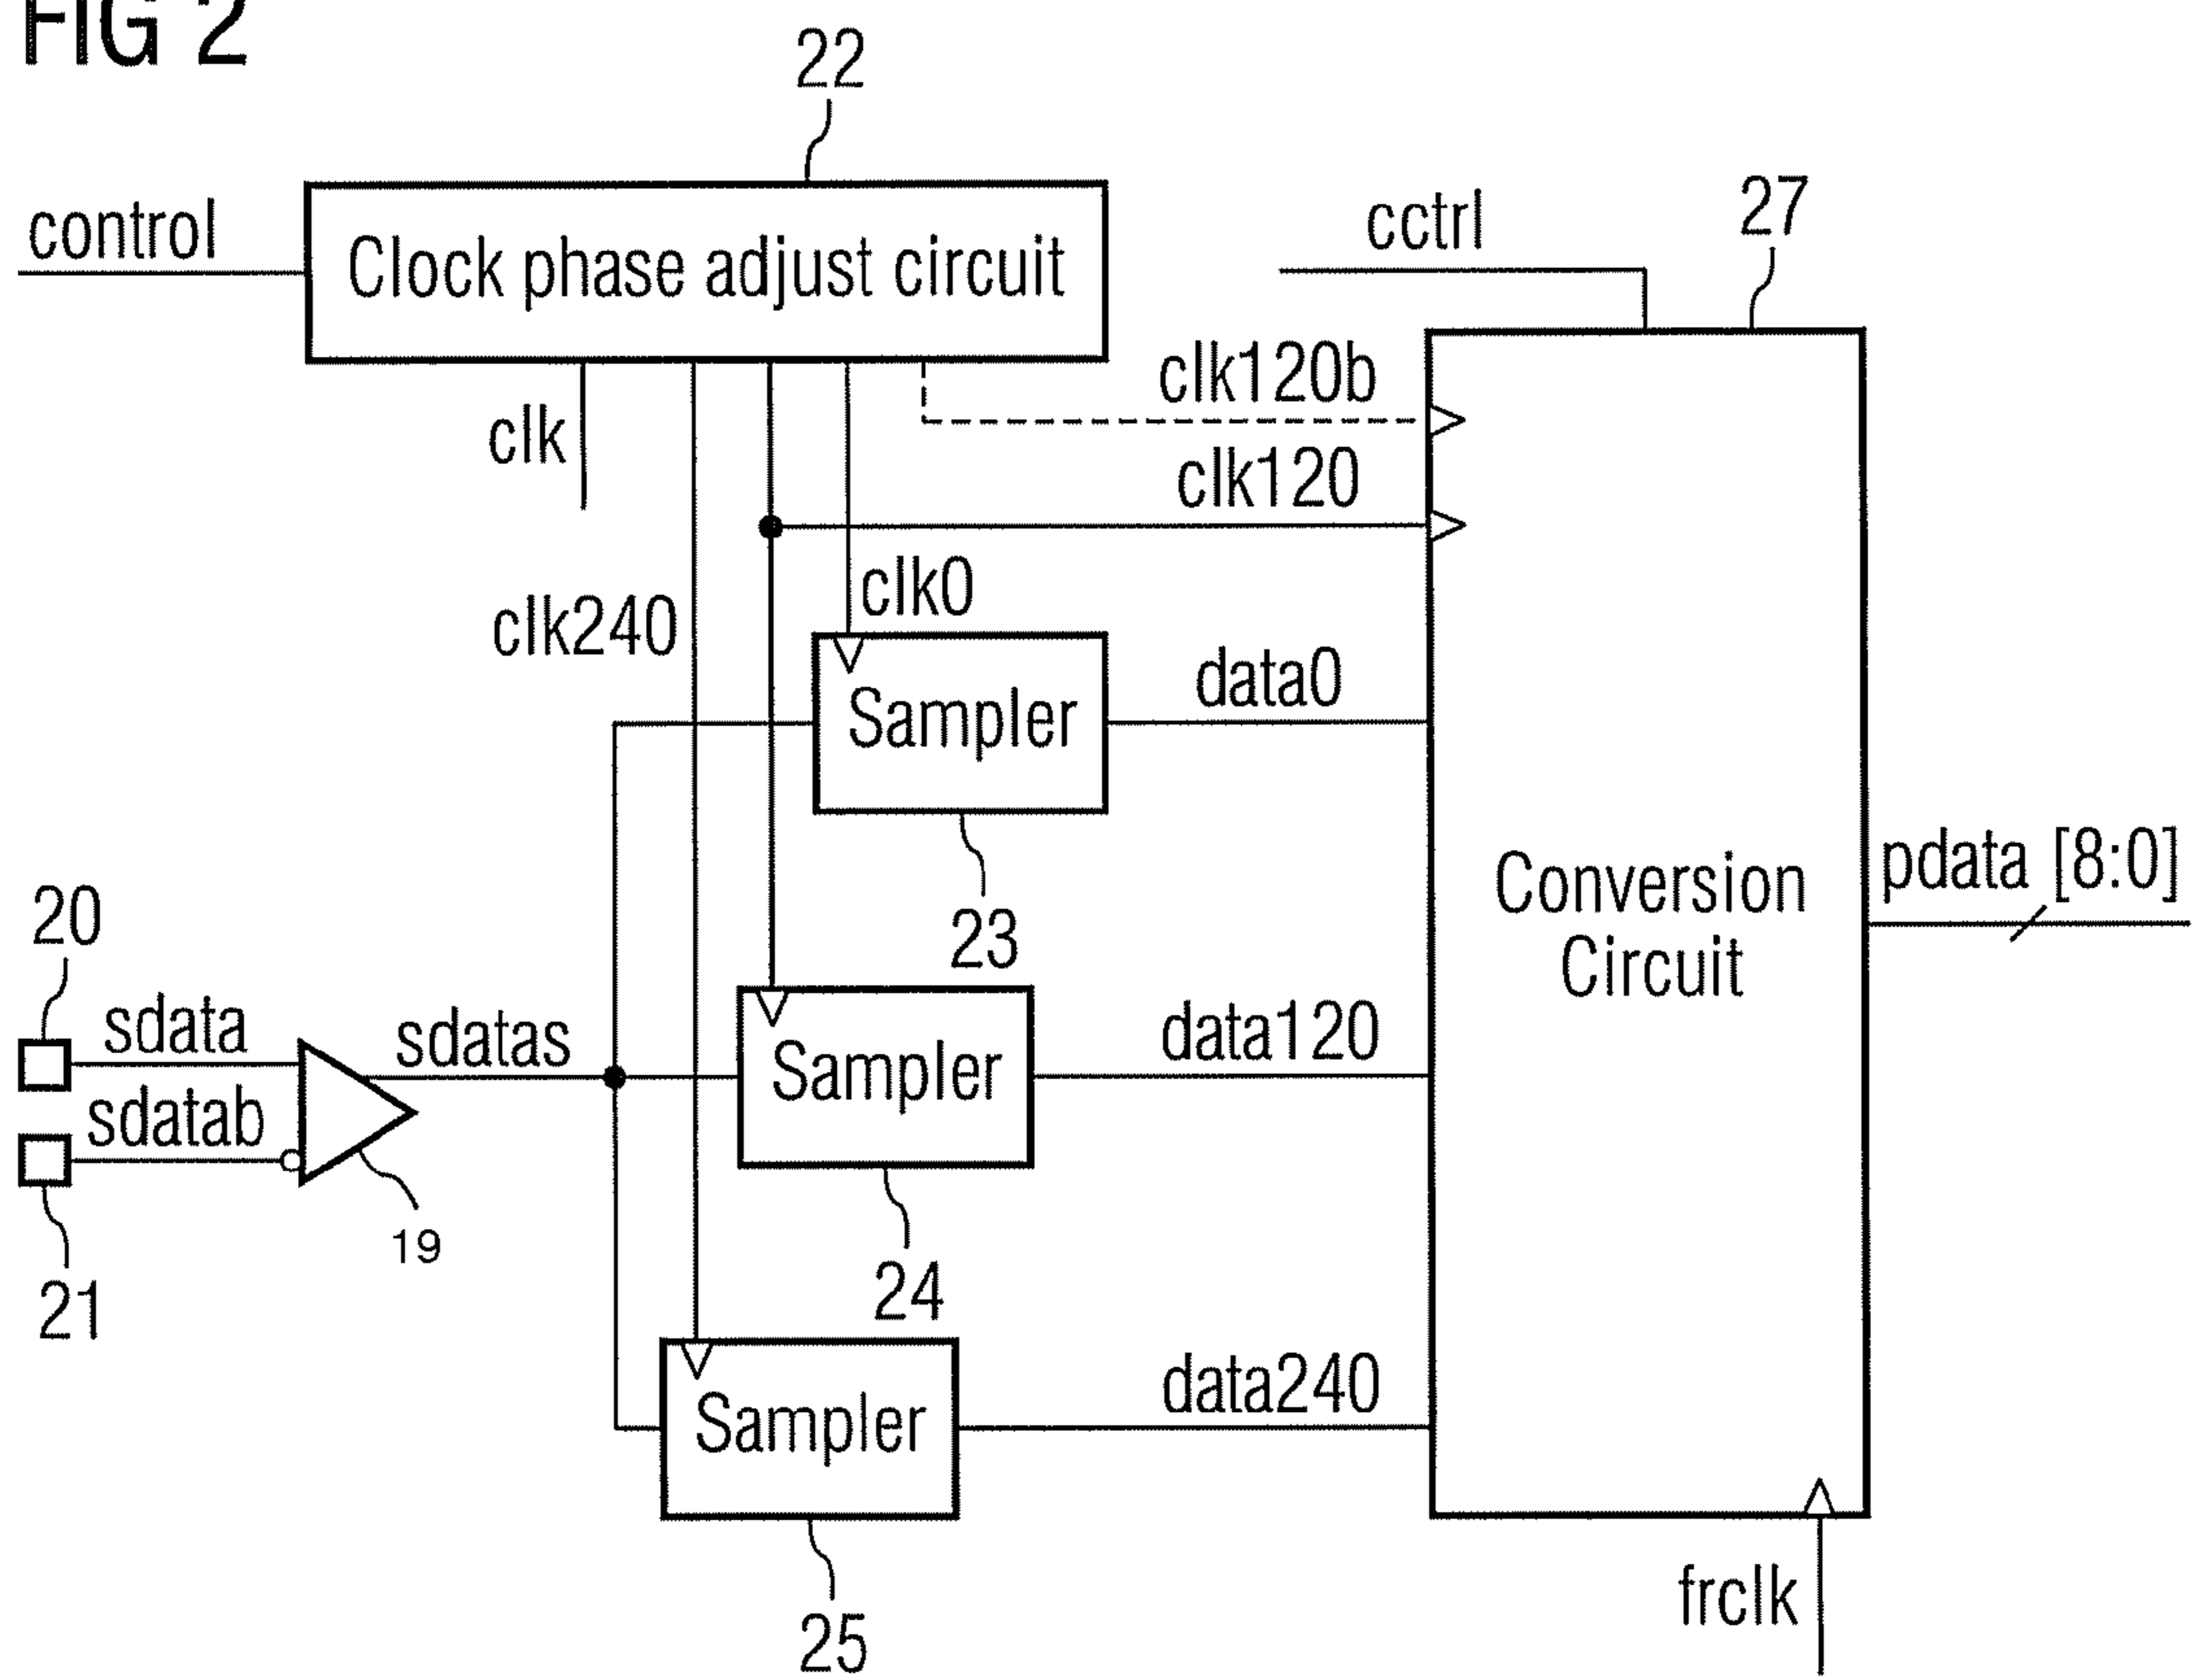 FIG 2
22
control
Clock phase adjust circuit
cctrl
27
clk120b
clk
clk120
clk0
clk240
data0
Sampler
23
Conversion
Circuit
pdata [8:0]
20
sdata
sdatas
Sampler
data120
sdatab
19
24
21
data240
Sampler
frclk
25